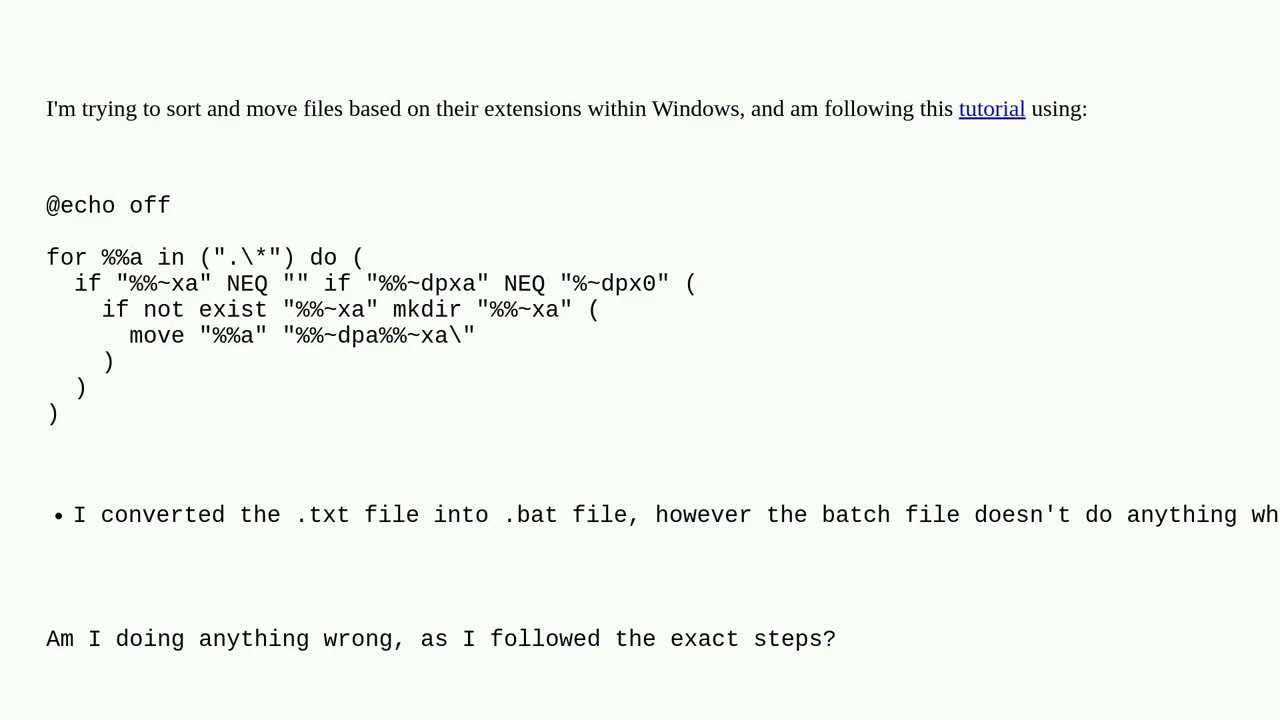 I'm trying to sort and move files based on their extensions within Windows, and am following this tutorial using:
@echo off
for %%a in (".\*") do (
  if "%%~xa" NEQ "" if "%%~dpxa" NEQ "%~dpx0" (
    if not exist "%%~xa" mkdir "%%~xa" (
      move "%%a" "%%~dpa%%~xa\"
    )
  )
)
• I converted the .txt file into .bat file, however the batch file doesn't do anything wh
Am I doing anything wrong, as I followed the exact steps?